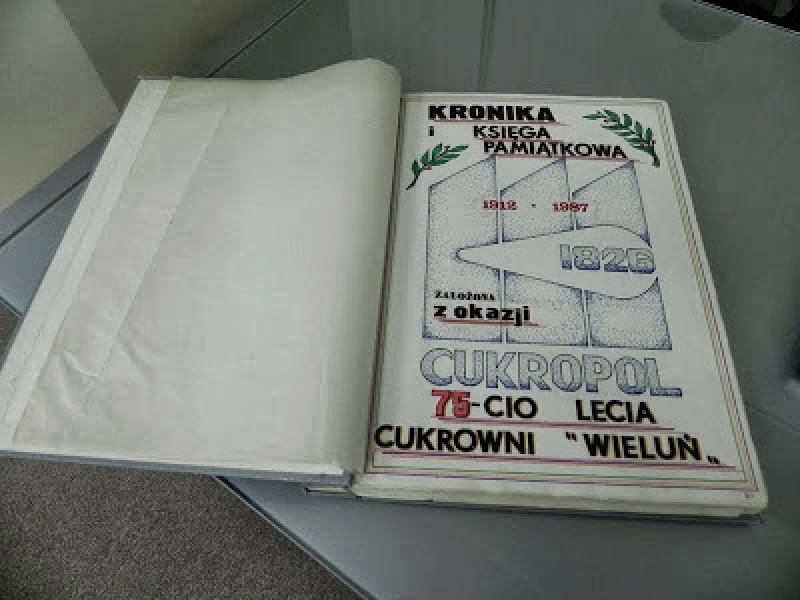 KRONIKA
i KSIĘGA
PAMIĄTKOWA
1912 · 1987
1826
ZAŁOŻONA
z okazji
CUKROPOL
75-CIO LECIA
CUKROWNI "WIELUŃ„